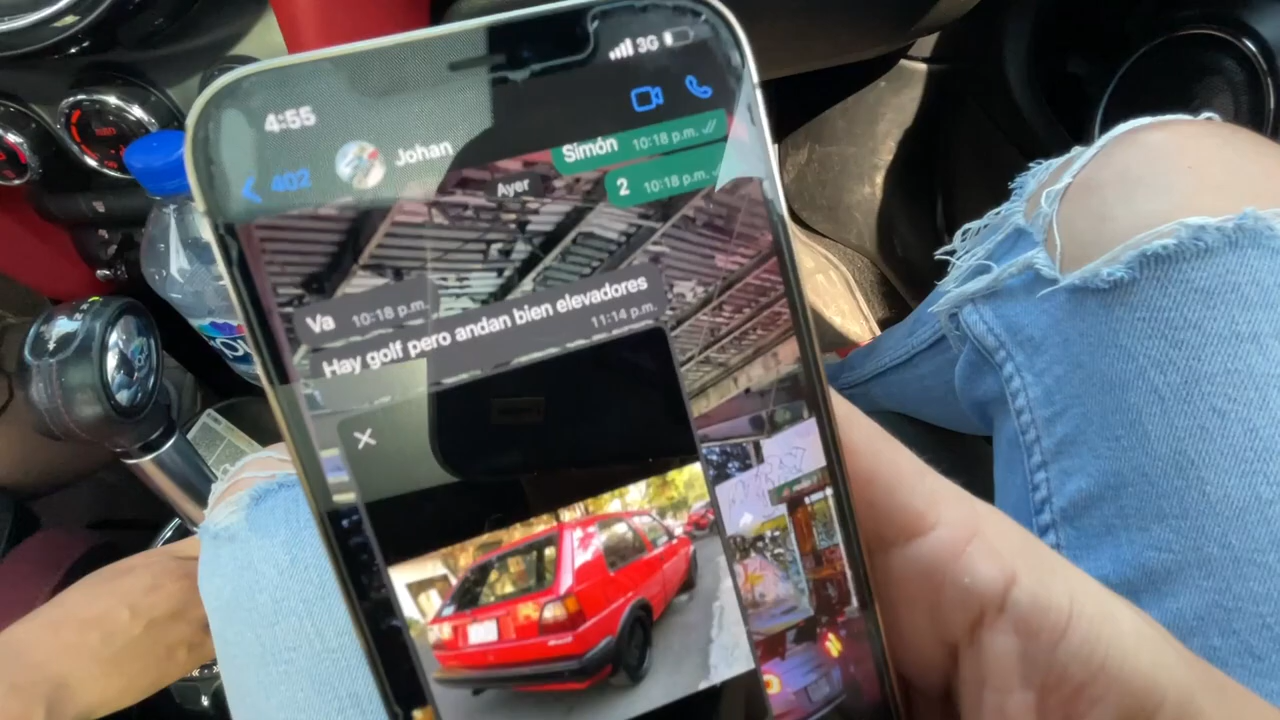 3G
4:55
402
Johan
Simón 10:18 p.m.
Ayer
2 10:18 p.m.
Va 10:18 p.m.
Hay golf pero andan bien elevadores
11:14 p.m.